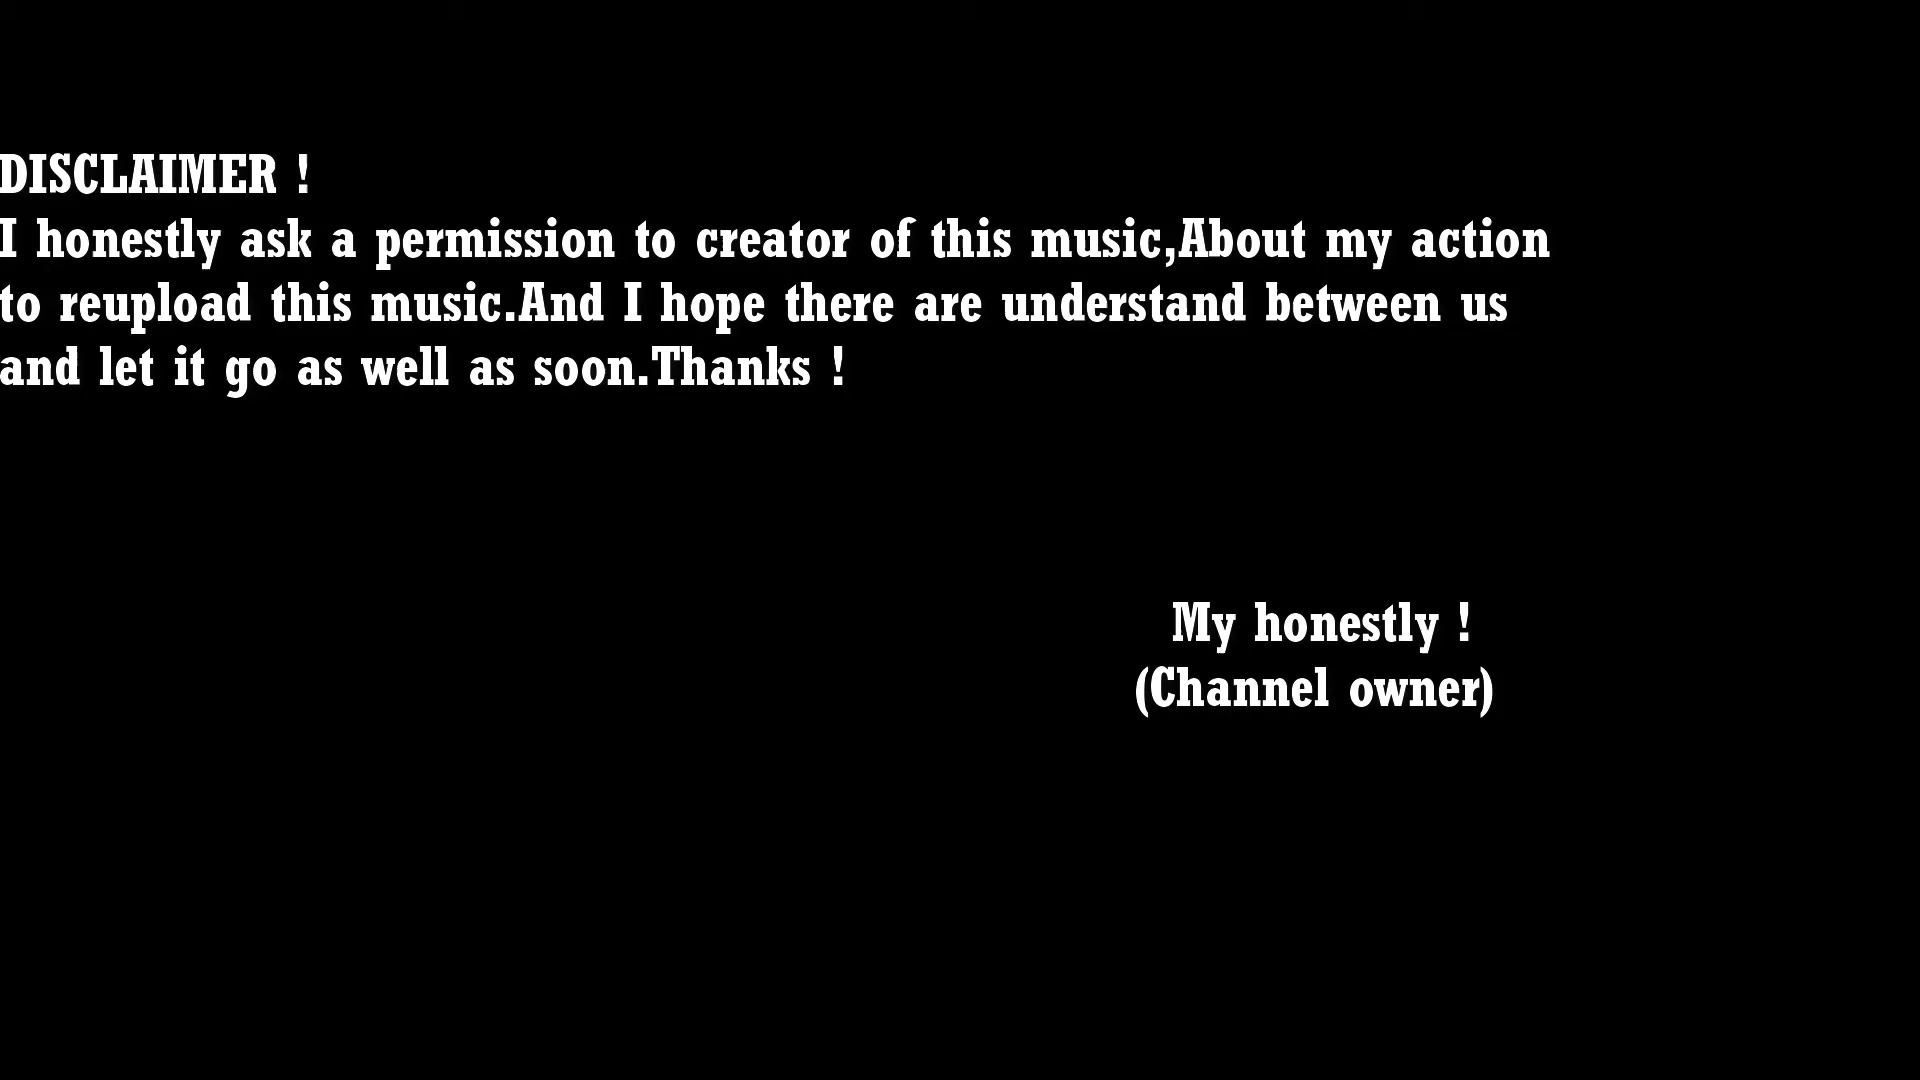 DISCLAIMER !
I honestly ask a permission to creator of this music,About my action
to reupload this music.And I hope there are understand between us
and let it go as well as soon.Thanks !
My honestly !
(Channel owner)